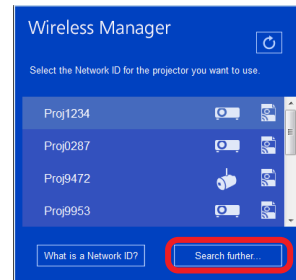 Wireless Manager
Select the Network ID for the projector you want to use.
Proj1234
Proj0287
Proj9472
Proj9953
What is a Network ID?
Search further...